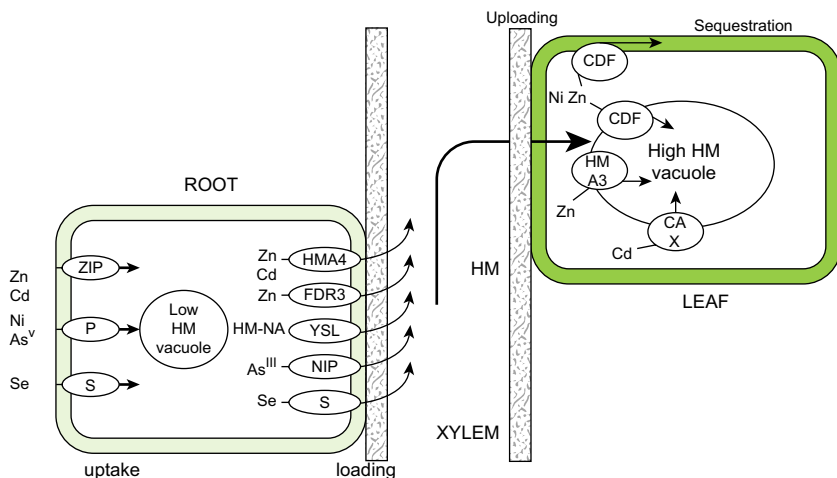 Uploading
Sequestration
CDF
Ni Zn
CDF
HM
A3
High HM
vacuole
Zn
CA
X
Cd
LEAF
ROOT
Zn
Cd
ZIP
Ni
As^V
P
Se
S
Low
HM
vacuole
Zn
Cd
HMA4
Zn
FDR3
HM-NA
YSL
As^III
NIP
Se
S
HM
XYLEM
uptake
loading